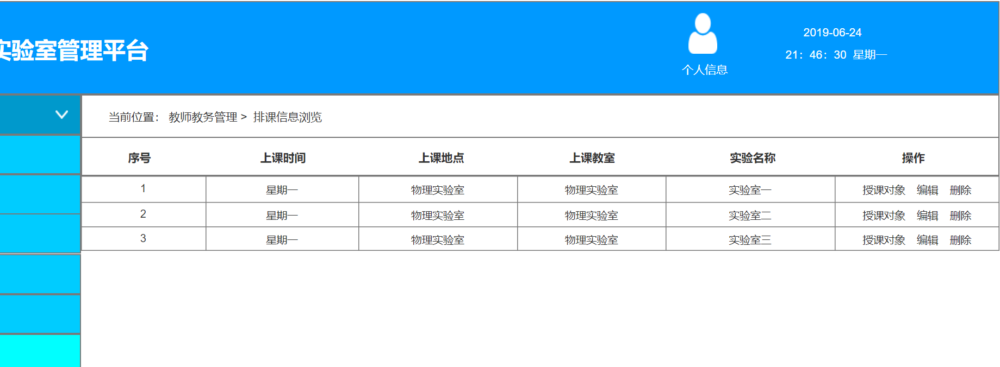 实验室管理平台
2019-06-24
21：46：30 星期一
个人信息
当前位置： 教师教务管理 > 排课信息浏览
序号 上课时间 上课地点 上课教室 实验名称 操作
1 星期一 物理实验室 物理实验室 实验室一 授课对象 编辑 删除
2 星期一 物理实验室 物理实验室 实验室二 授课对象 编辑 删除
3 星期一 物理实验室 物理实验室 实验室三 授课对象 编辑 删除